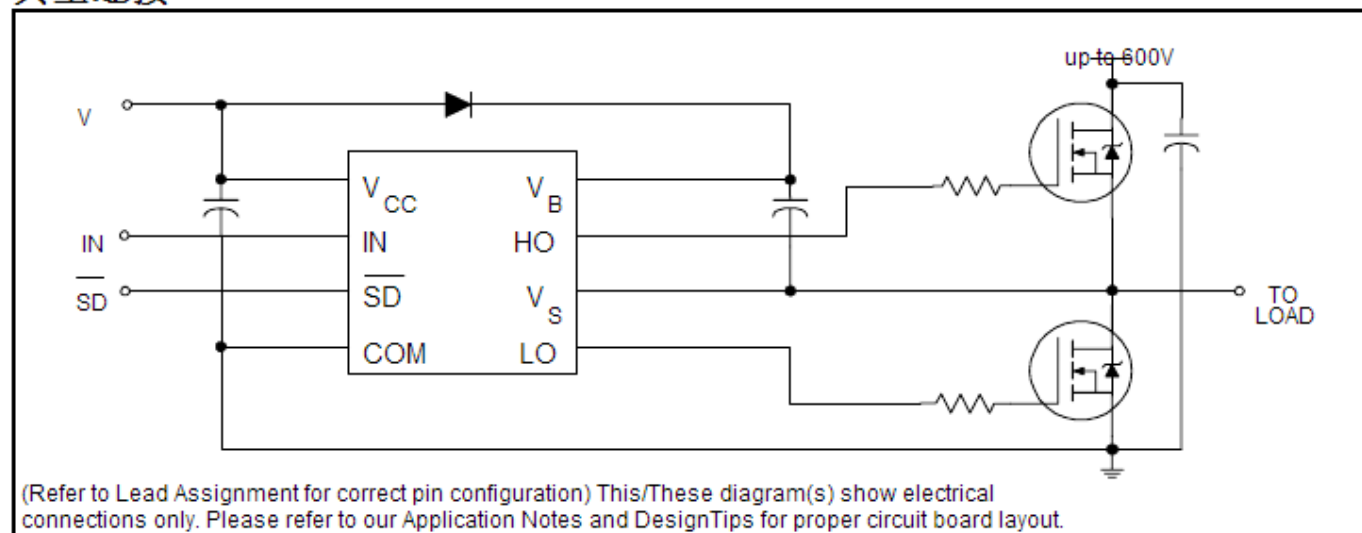 up to 600V
V
V CC
V B
IN
IN
HO
SD
SD
V S
TO
LOAD
COM
LO
(Refer to Lead Assignment for correct pin configuration) This/These diagram(s) show electrical
connections only. Please refer to our Application Notes and DesignTips for proper circuit board layout.